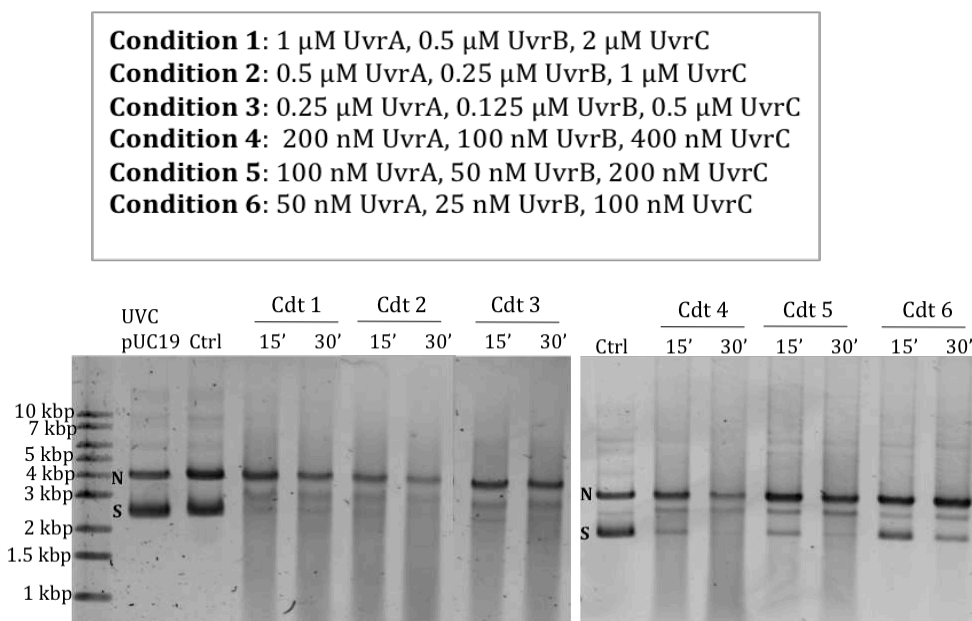 Condition 1: 1 μM UvrA, 0.5 μM UvrB, 2 μM UvrC
Condition 2: 0.5 μM UvrA, 0.25 μM UvrB, 1 μM UvrC
Condition 3: 0.25 μM UvrA, 0.125 μM UvrB, 0.5 μM UvrC
Condition 4: 200 nM UvrA, 100 nM UvrB, 400 nM UvrC
Condition 5: 100 nM UvrA, 50 nM UvrB, 200 nM UvrC
Condition 6: 50 nM UvrA, 25 nM UvrB, 100 nM UvrC
Cdt 1 Cdt 2 Cdt 3 Cdt 4 Cdt 5 Cdt 6
UVC
pUC19 Ctrl 15’ 30’ 15’ 30’ 15’ 30’ Ctrl 15’ 30’ 15’ 30’ 15’ 30’
10 kbp
7 kbp
5 kbp
4 kbp N N
3 kbp
S S
2 kbp
1.5 kbp
1 kbp